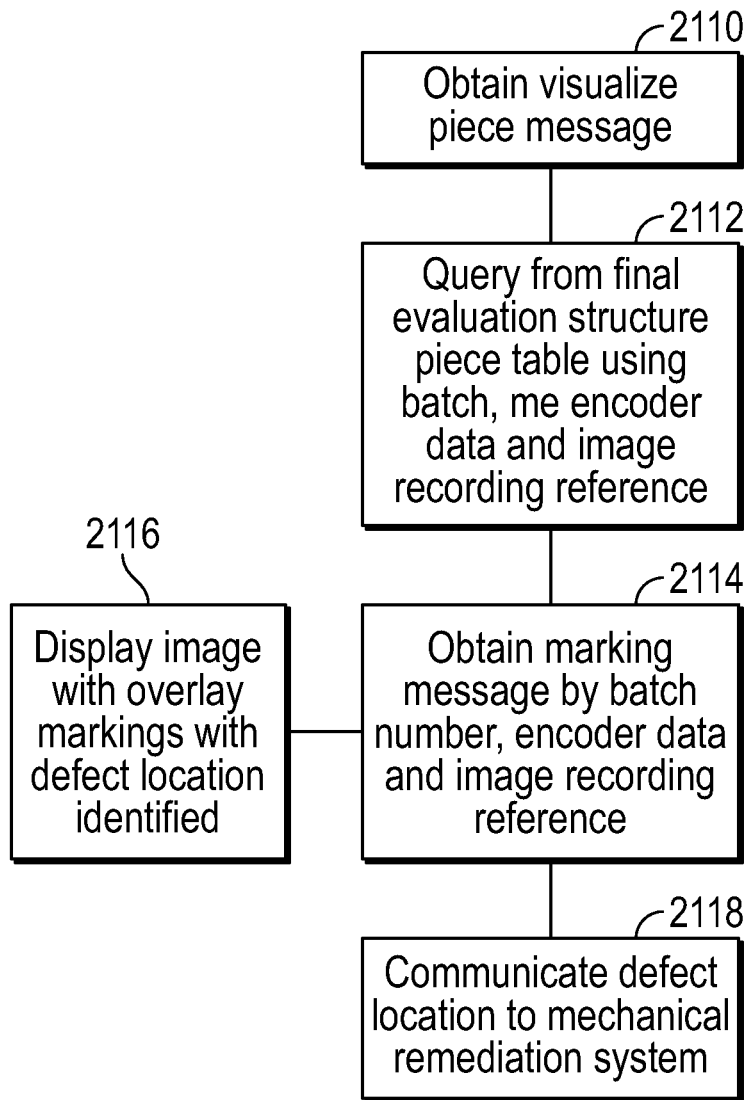 2110
Obtain visualize
piece message
2112
Query from final
evaluation structure
piece table using
batch, me encoder
data and image
recording reference
2116
Display image
with overlay
markings with
defect location
identified
2114
Obtain marking
message by batch
number, encoder data
and image recording
reference
2118
Communicate defect
location to mechanical
remediation system